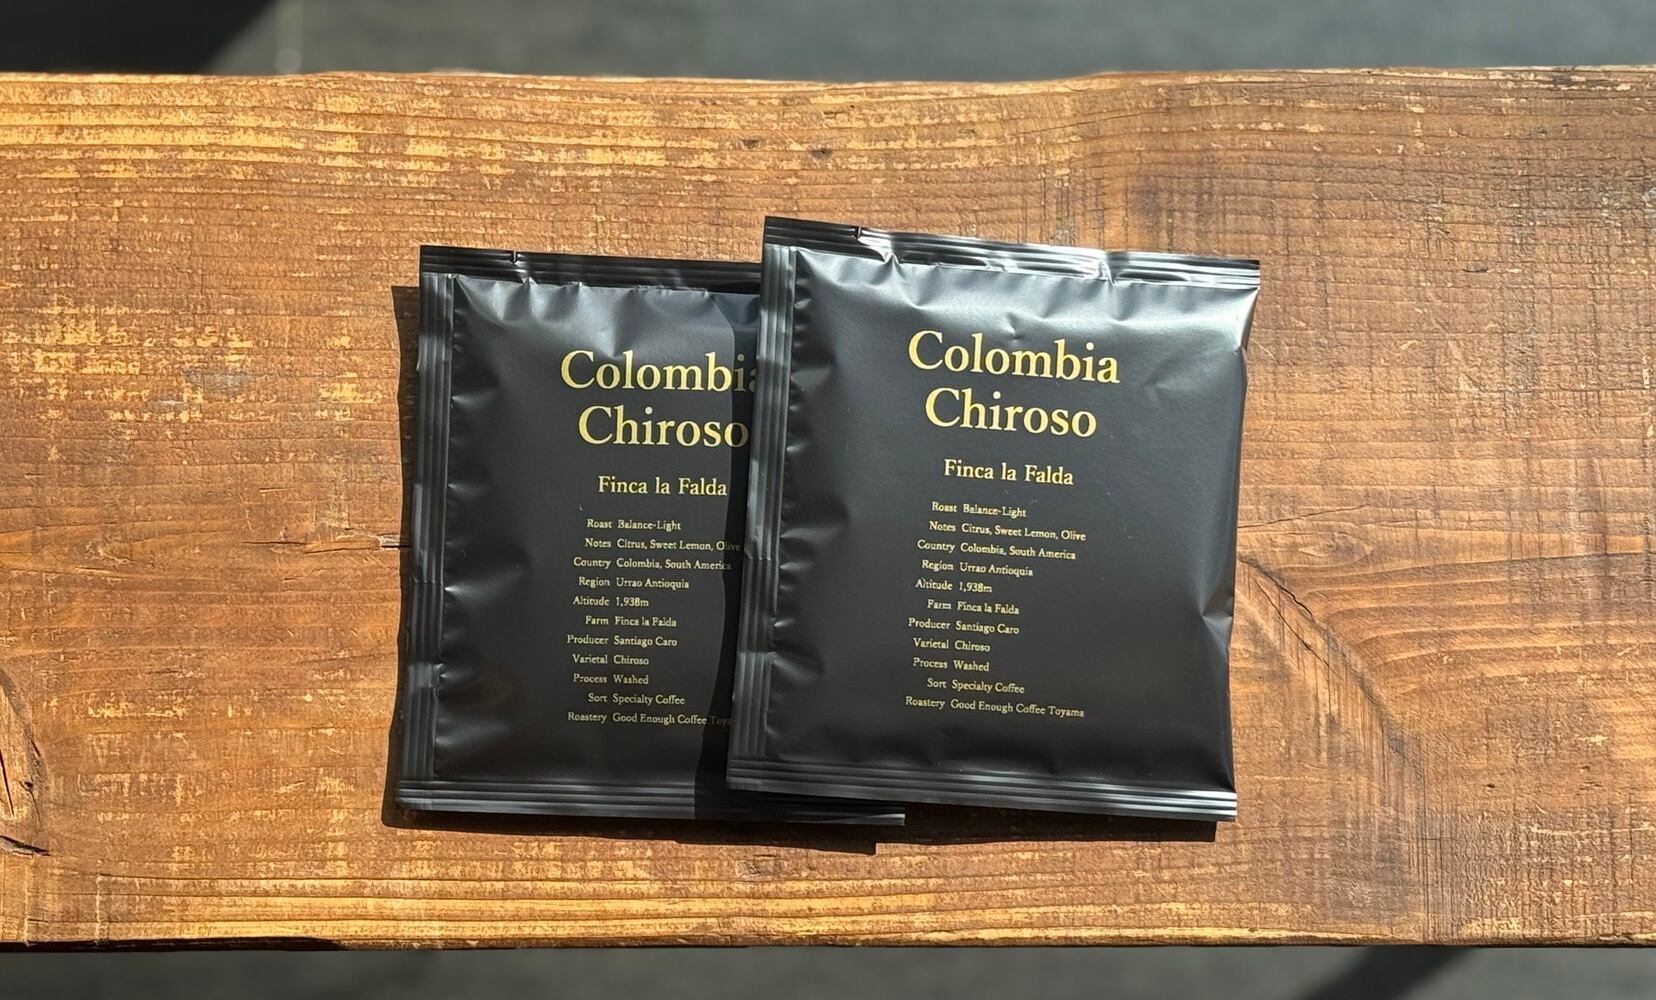 Colombia
Chiroso
Finca la Falda
Roast Balance-Light
Notes Citrus, Sweet Lemon, Olive
Country Colombia, South America
Region Urrao Antioquia
Altitude 1,938m
Farm Finca la Falda
Producer Santiago Caro
Varietal Chiroso
Process Washed
Sort Specialty Coffee
Roastery Good Enough Coffee Toya
Colombia
Chiroso
Finca la Falda
Roast Balance-Light
Notes Citrus, Sweet Lemon, Olive
Country Colombia, South America
Region Urrao Antioquia
Altitude 1,938m
Farm Finca la Falda
Producer Santiago Caro
Varietal Chiroso
Process Washed
Sort Specialty Coffee
Roastery Good Enough Coffee Toyama